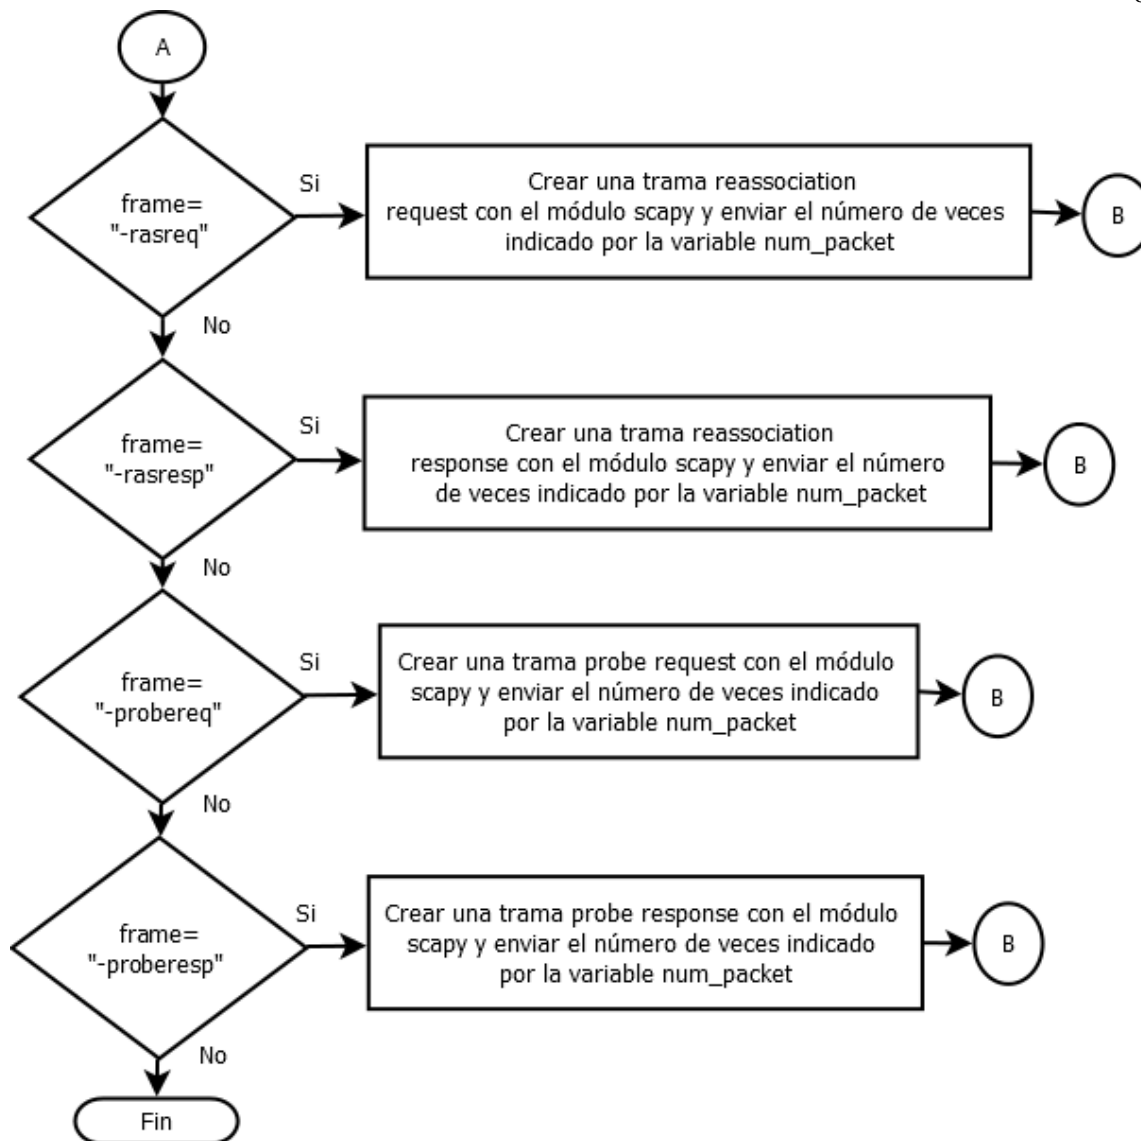 A
frame=
"-rasreq"
Si
Crear una trama reassociation
request con el módulo scapy y enviar el número de veces
indicado por la variable num_packet
B
No
frame=
"-rasresp"
Si
Crear una trama reassociation
response con el módulo scapy y enviar el número
de veces indicado por la variable num_packet
B
No
frame=
"-probereq"
Si
Crear una trama probe request con el módulo
scapy y enviar el número de veces indicado
por la variable num_packet
B
No
frame=
"-proberesp"
Si
Crear una trama probe response con el módulo
scapy y enviar el número de veces indicado
por la variable num_packet
B
No
Fin